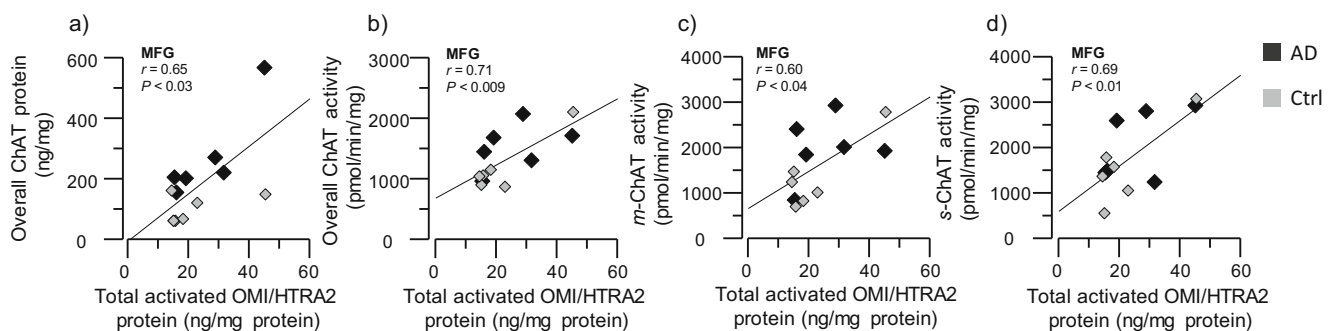 a)
MFG
r = 0.65
P < 0.03
Overall ChAT protein
(ng/mg)
600
400
200
0
0 20 40 60
Total activated OMI/HTRA2
protein (ng/mg protein)
b)
MFG
r = 0.71
P < 0.009
Overall ChAT activity
(pmol/min/mg)
3000
2000
1000
0
0 20 40 60
Total activated OMI/HTRA2
protein (ng/mg protein)
c)
MFG
r = 0.60
P < 0.04
m-ChAT activity
(pmol/min/mg)
4000
3000
2000
1000
0
0 20 40 60
Total activated OMI/HTRA2
protein (ng/mg protein)
d)
MFG
r = 0.69
P < 0.01
s-ChAT activity
(pmol/min/mg)
4000
3000
2000
1000
0
0 20 40 60
Total activated OMI/HTRA2
protein (ng/mg protein)
AD
Ctrl